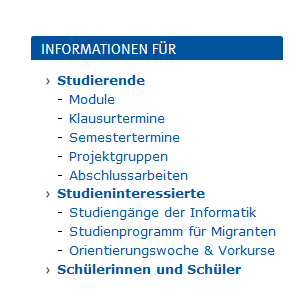 INFORMATIONEN FÜR
› Studierende
- Module
- Klausurtermine
- Semestertermine
- Projektgruppen
- Abschlussarbeiten
› Studieninteressierte
- Studiengänge der Informatik
- Studienprogramm für Migranten
- Orientierungswoche & Vorkurse
› Schülerinnen und Schüler